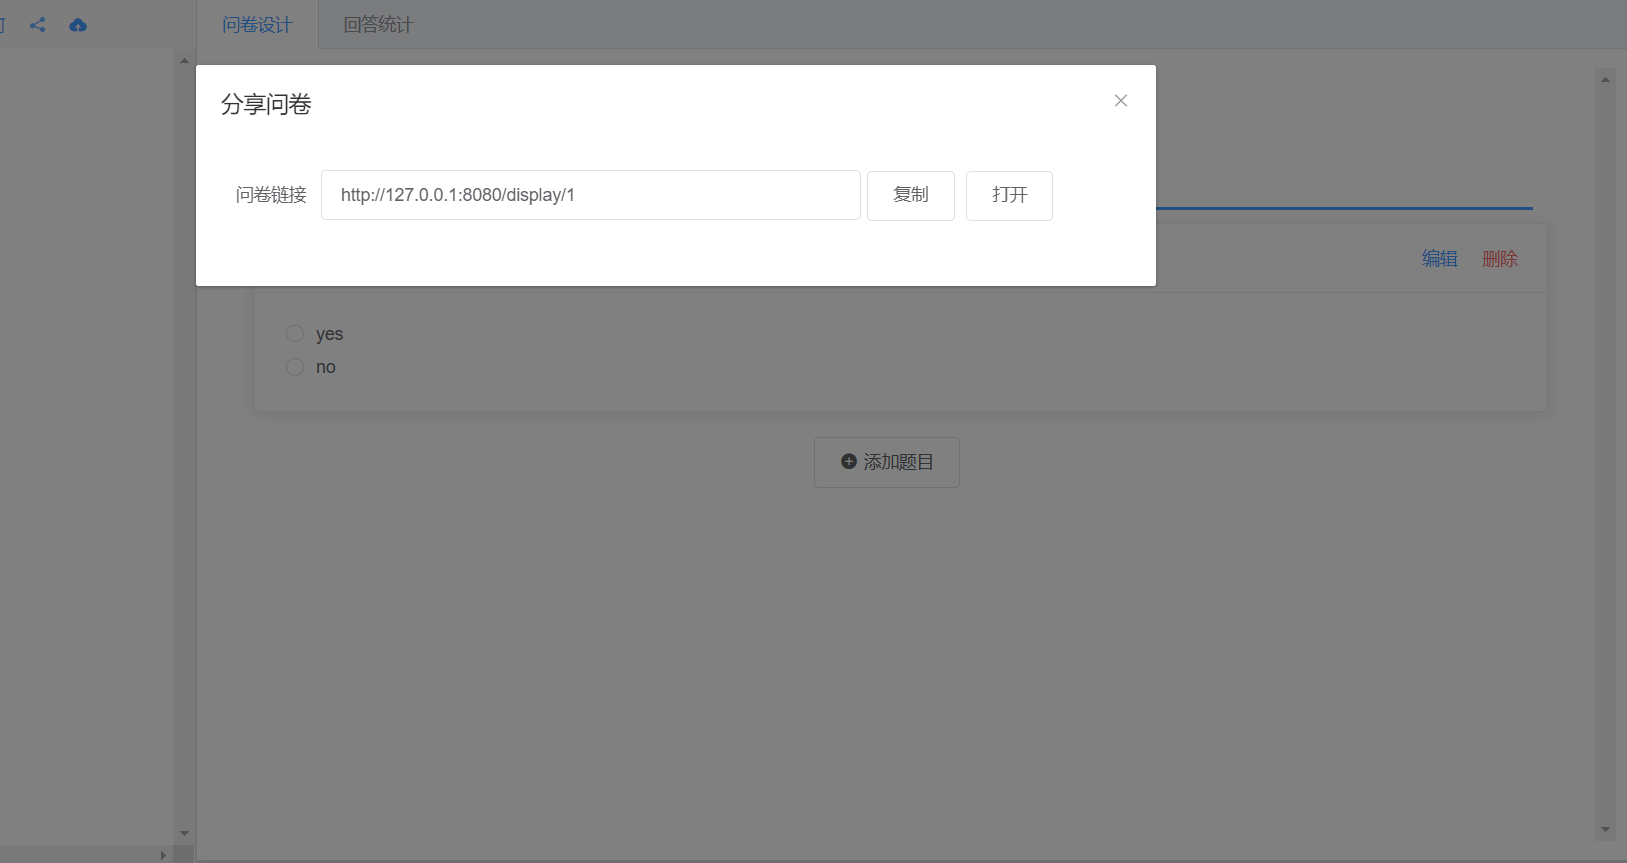 问卷设计
回答统计
分享问卷
问卷链接 http://127.0.0.1:8080/display/1 复制 打开
编辑 删除
yes
no
添加题目